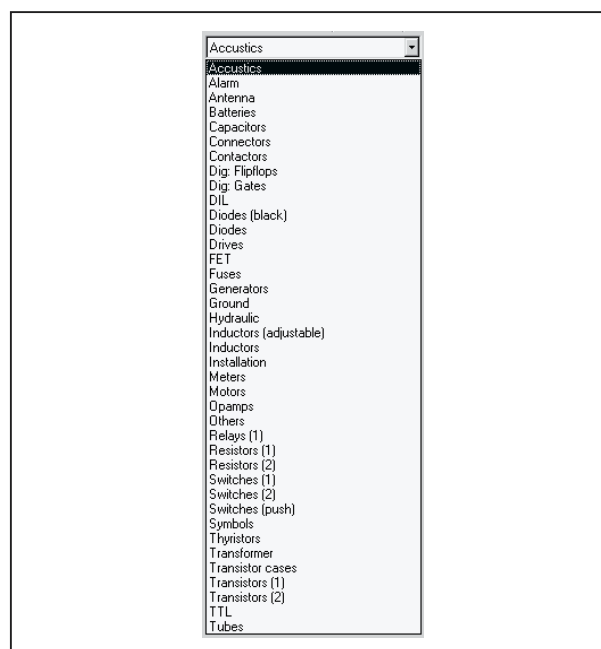 Accustics
Accustics
Alarm
Antenna
Batteries
Capacitors
Connectors
Contactors
Dig: Flipflops
Dig: Gates
DIL
Diodes (black)
Diodes
Drives
FET
Fuses
Generators
Ground
Hydraulic
Inductors (adjustable)
Inductors
Installation
Meters
Motors
Opamps
Others
Relays (1)
Resistors (1)
Resistors (2)
Switches (1)
Switches (2)
Switches (push)
Symbols
Thyristors
Transformer
Transistor cases
Transistors (1)
Transistors (2)
TTL
Tubes